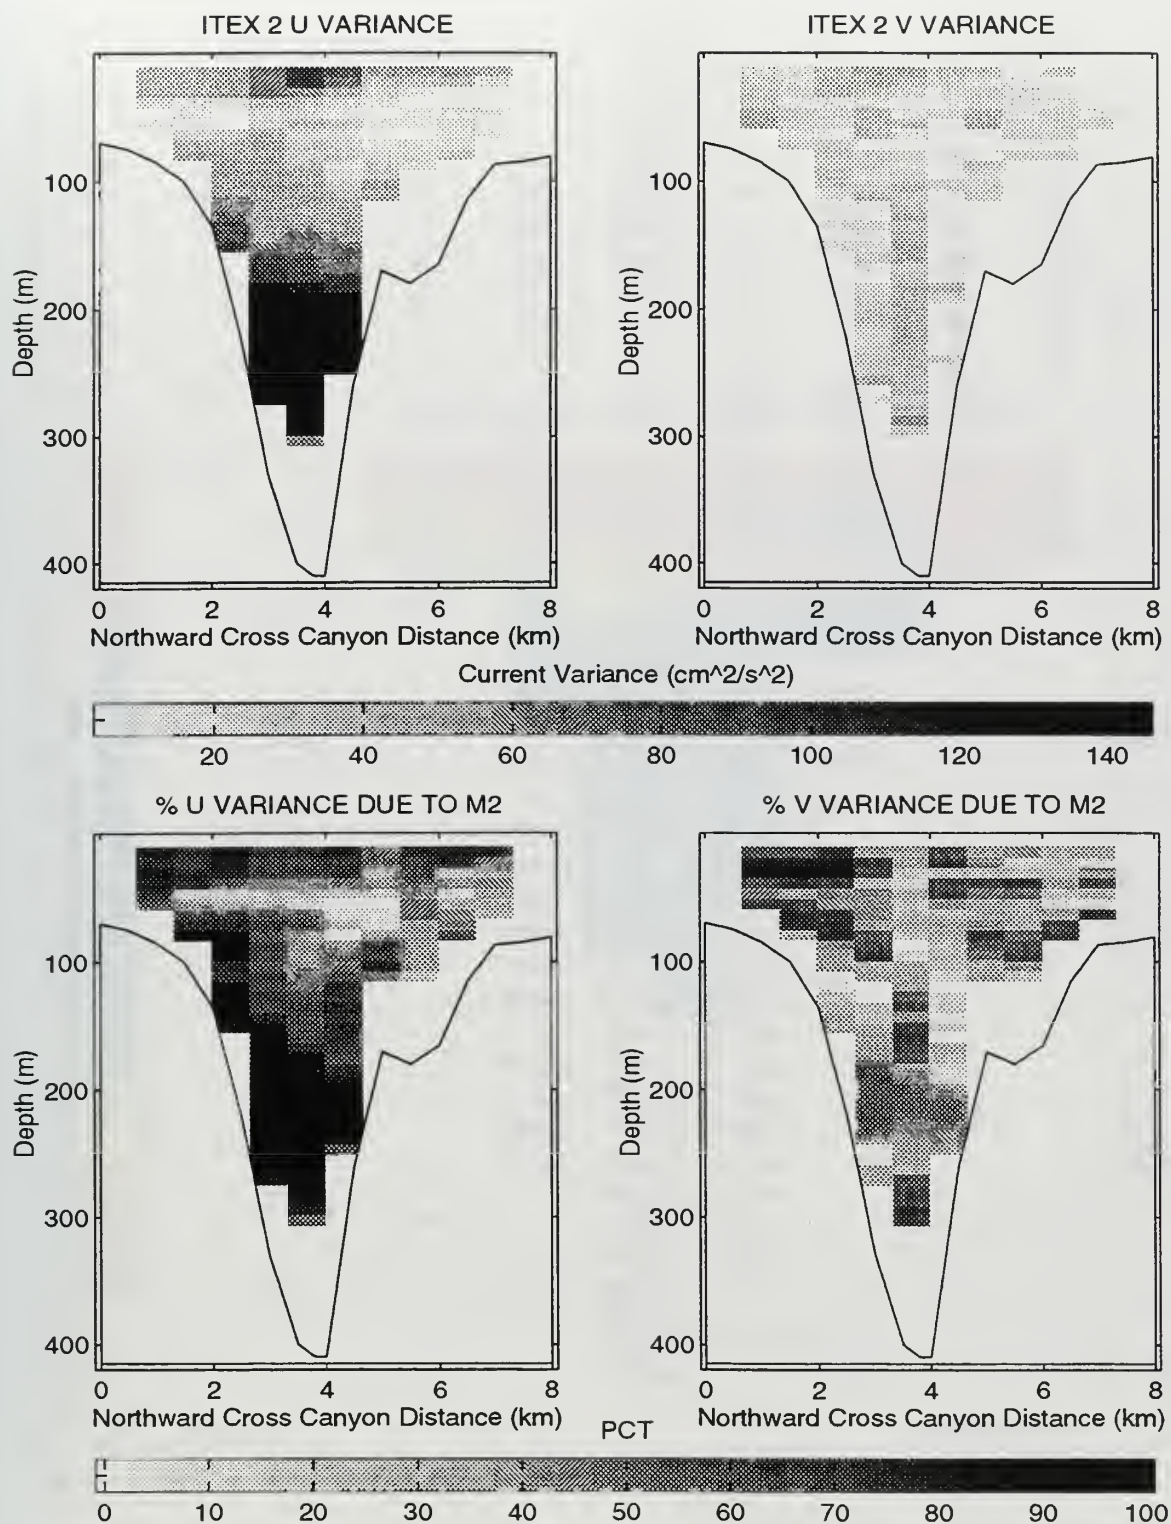 ITEX 2 U VARIANCE
ITEX 2 V VARIANCE
100
200
300
400
Depth (m)
0 2 4 6 8
Northward Cross Canyon Distance (km)
100
200
300
400
Depth (m)
0 2 4 6 8
Northward Cross Canyon Distance (km)
Current Variance (cm^2/s^2)
20 40 60 80 100 120 140
% U VARIANCE DUE TO M2
% V VARIANCE DUE TO M2
100
200
300
400
Depth (m)
0 2 4 6 8
Northward Cross Canyon Distance (km)
100
200
300
400
Depth (m)
0 2 4 6 8
Northward Cross Canyon Distance (km)
PCT
0 10 20 30 40 50 60 70 80 90 100